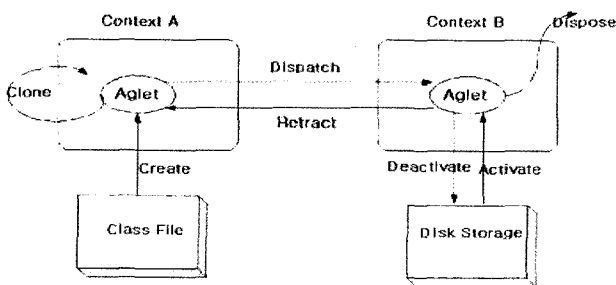 Context A
Context B
Dispose
Clone
Aglet
Dispatch
Aglet
Retract
Create
Deactivate
Activate
Class File
Disk Storage